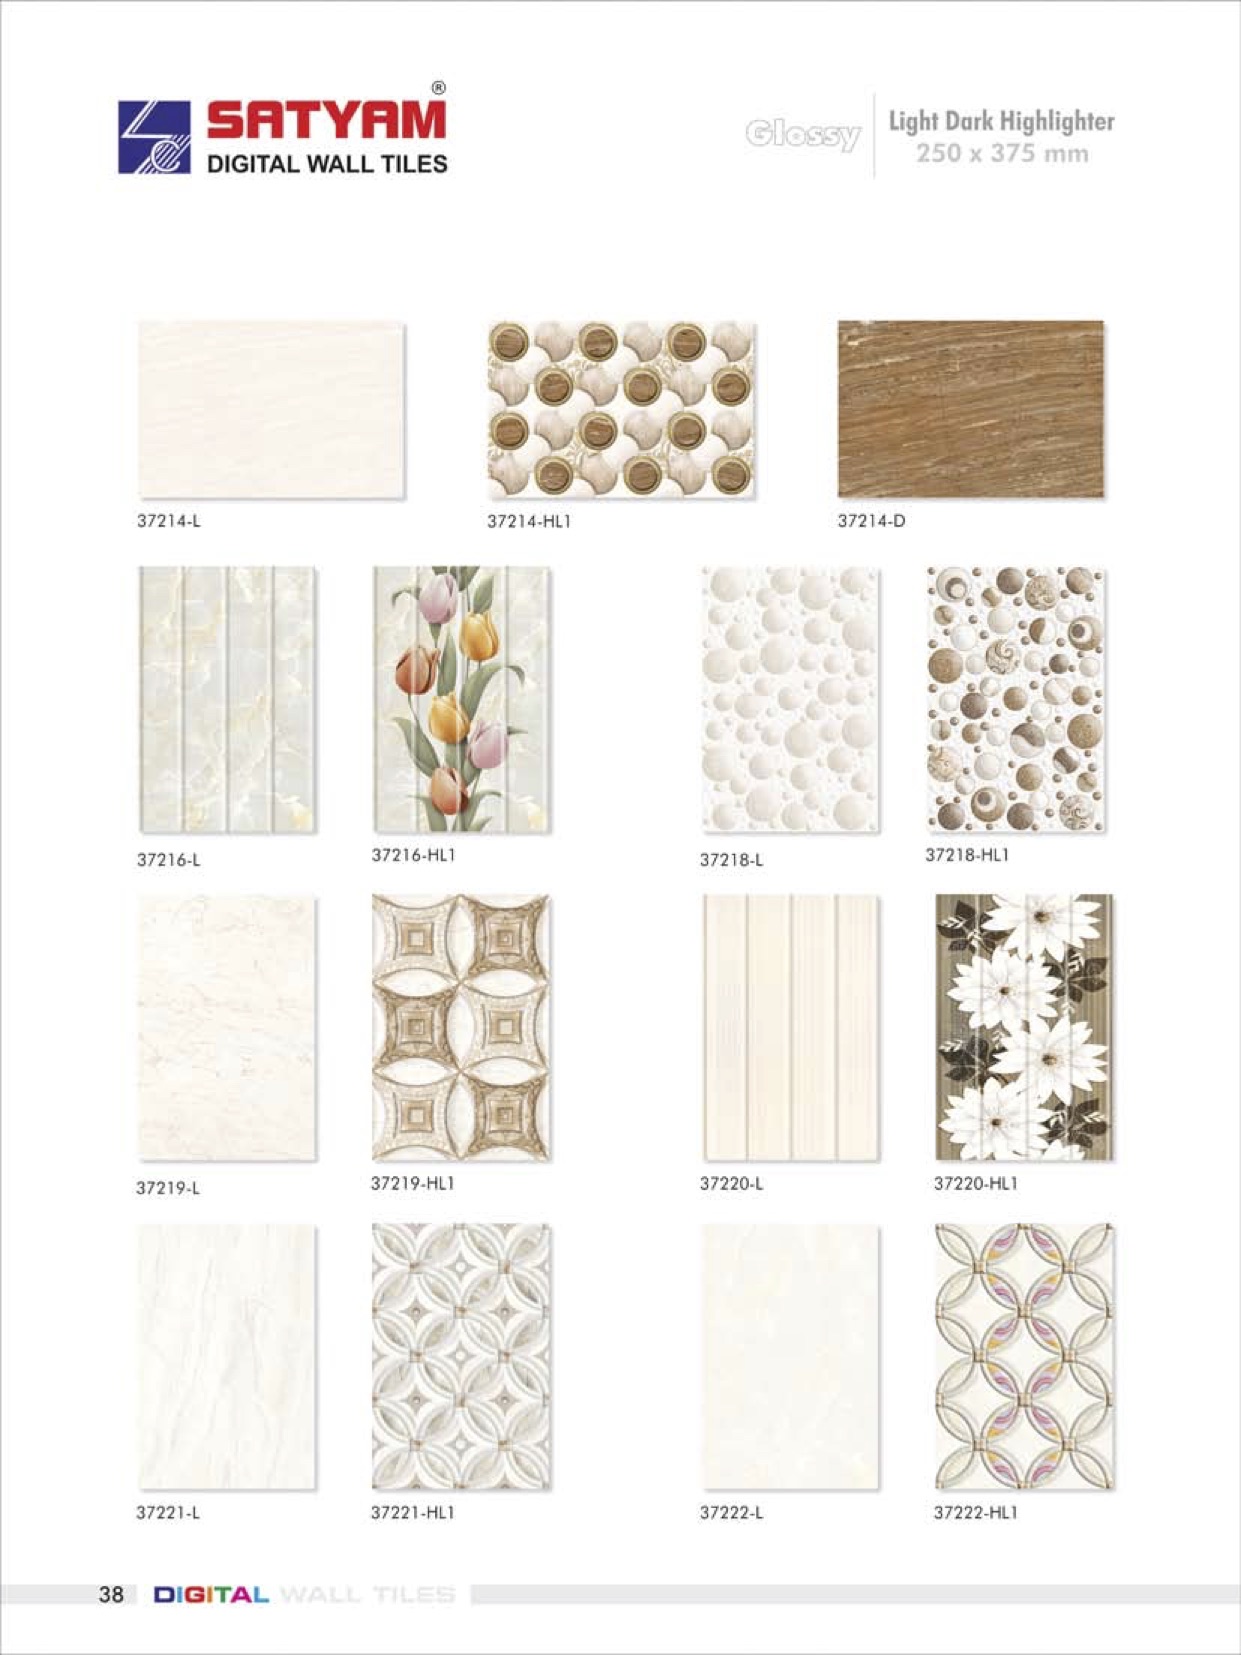 ®
SATYAM
DIGITAL WALL TILES
Glossy
Light Dark Highlighter
250 x 375 mm
37214-L
37214-HL1
37214-D
37216-L
37216-HL1
37218-L
37218-HL1
37219-L
37219-HL1
37220-L
37220-HL1
37221-L
37221-HL1
37222-L
37222-HL1
38 DIGITAL WALL TILES